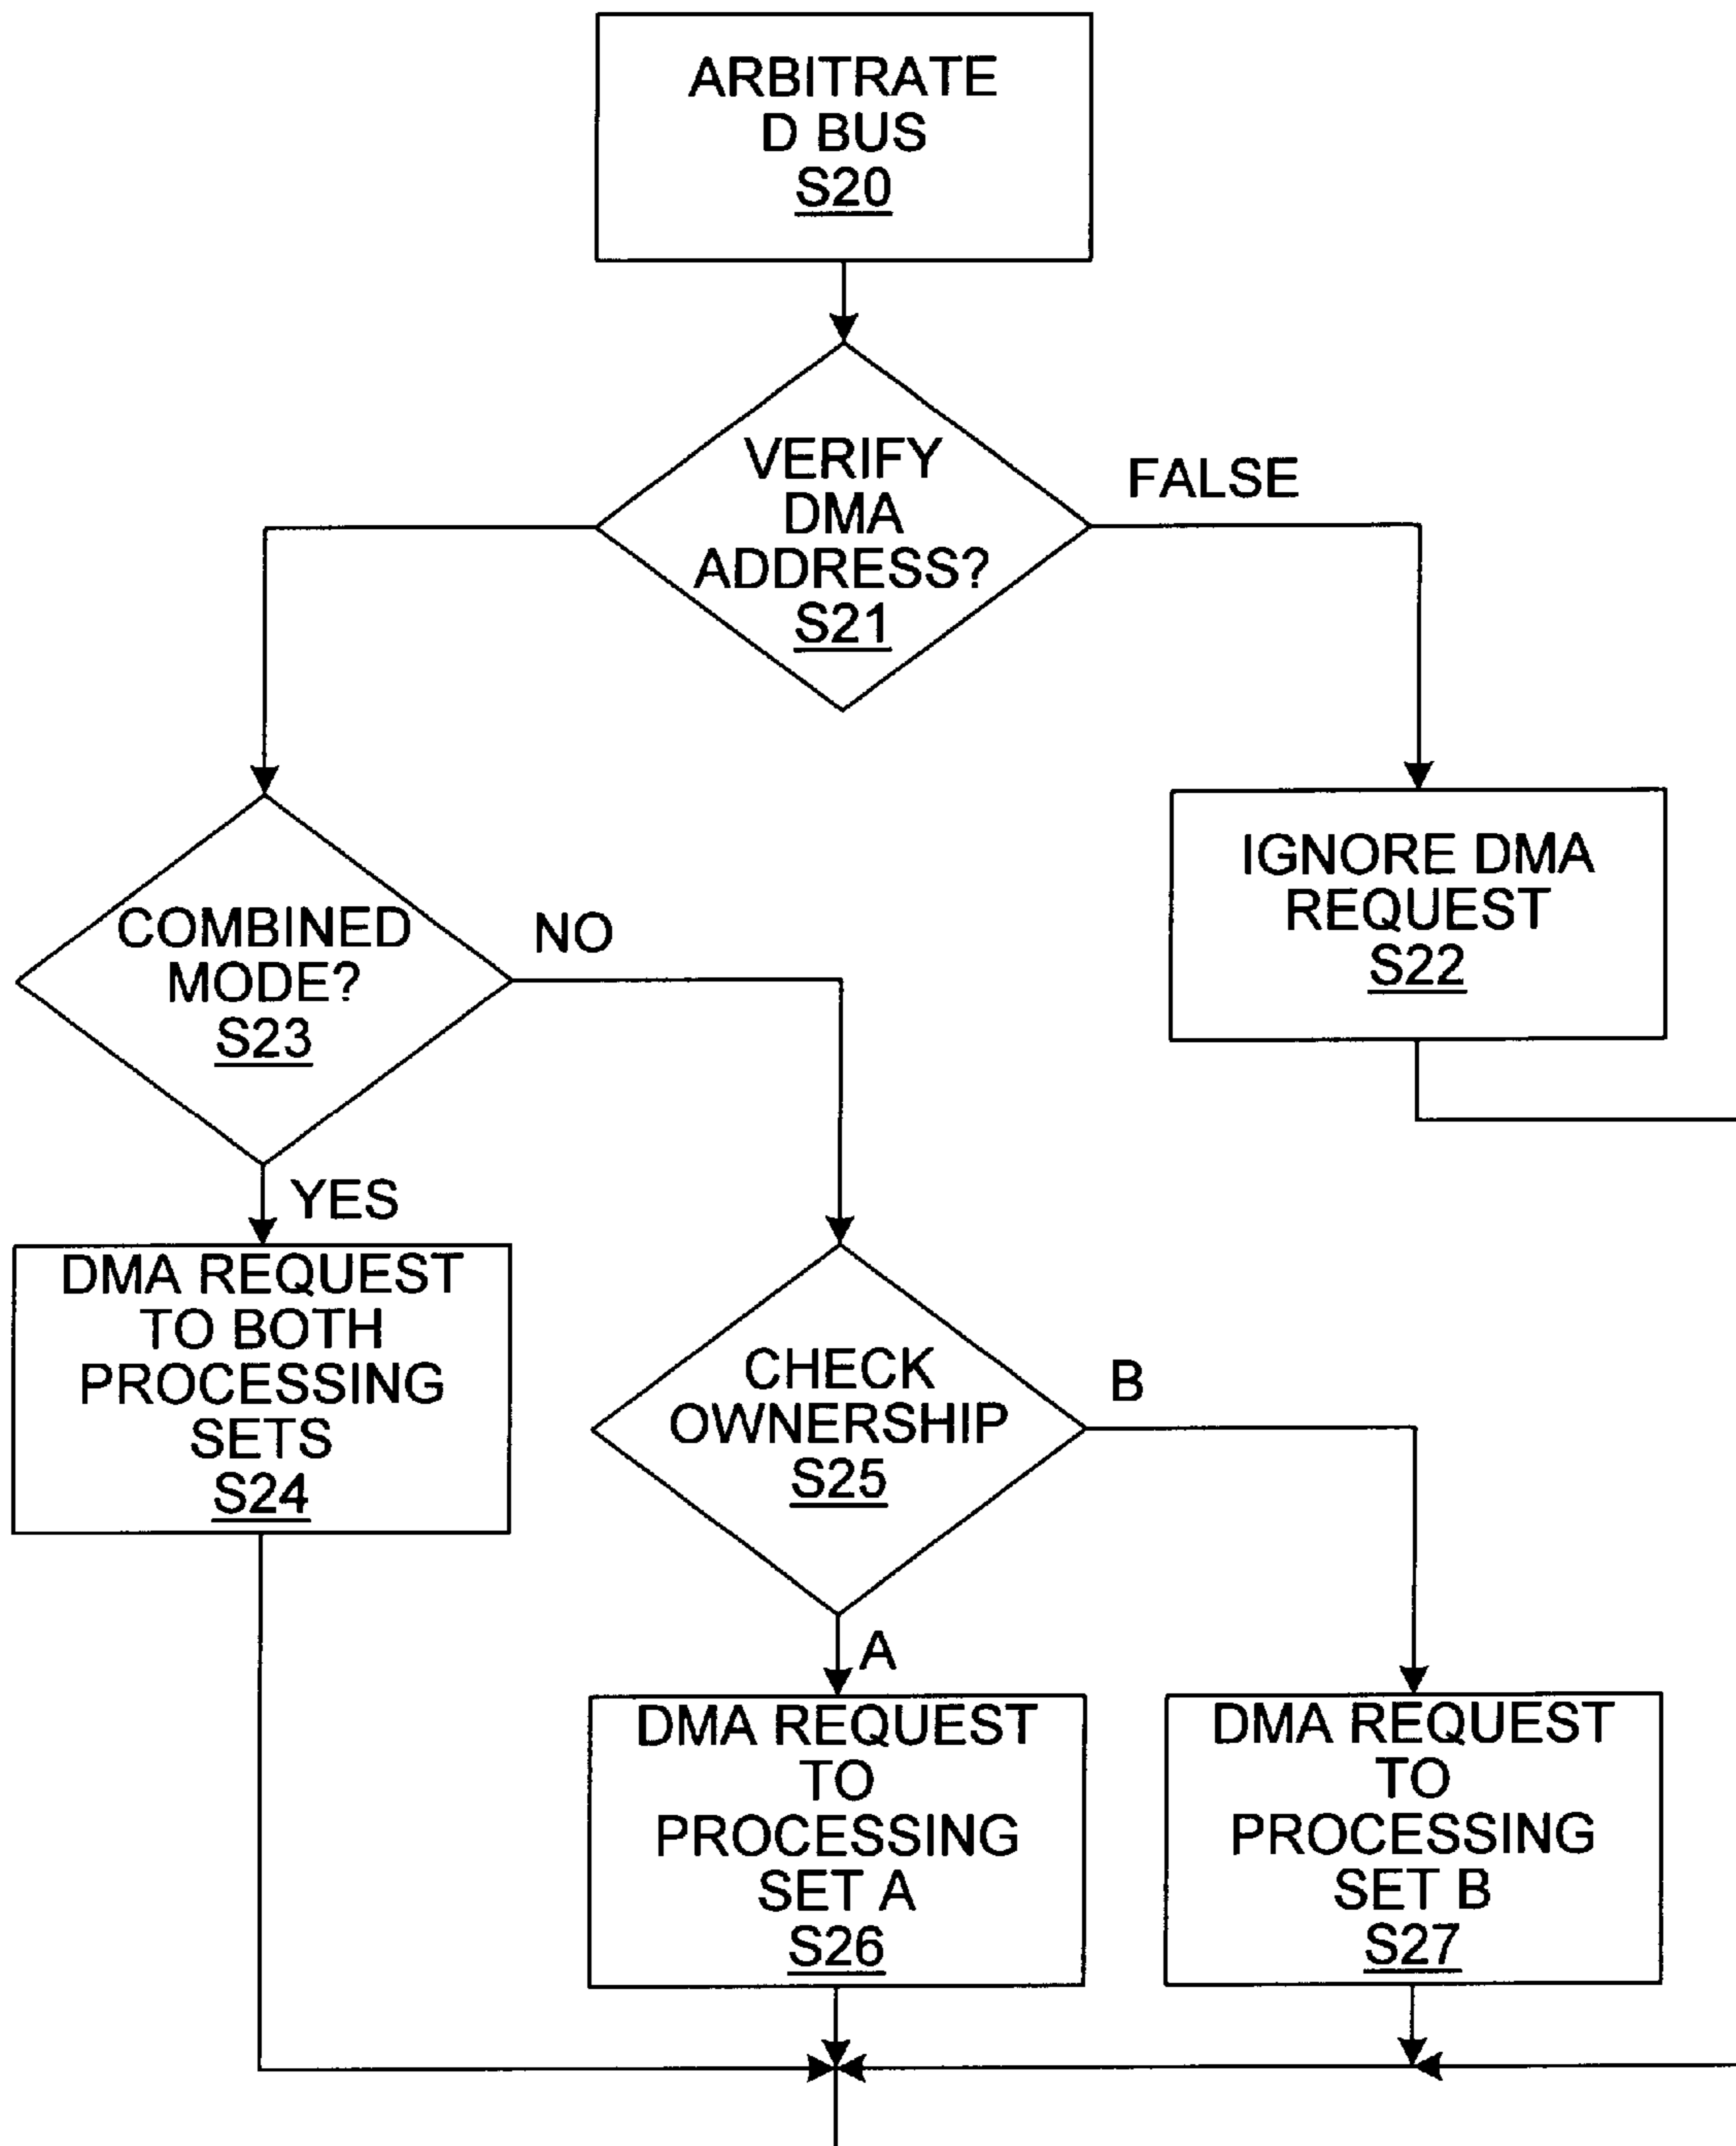 ARBITRATE
D BUS
S20
VERIFY
DMA
ADDRESS?
S21
FALSE
IGNORE DMA
REQUEST
S22
COMBINED
MODE?
S23
NO
YES
DMA REQUEST
TO BOTH
PROCESSING
SETS
S24
CHECK
OWNERSHIP
S25
B
A
DMA REQUEST
TO
PROCESSING
SET A
S26
DMA REQUEST
TO
PROCESSING
SET B
S27